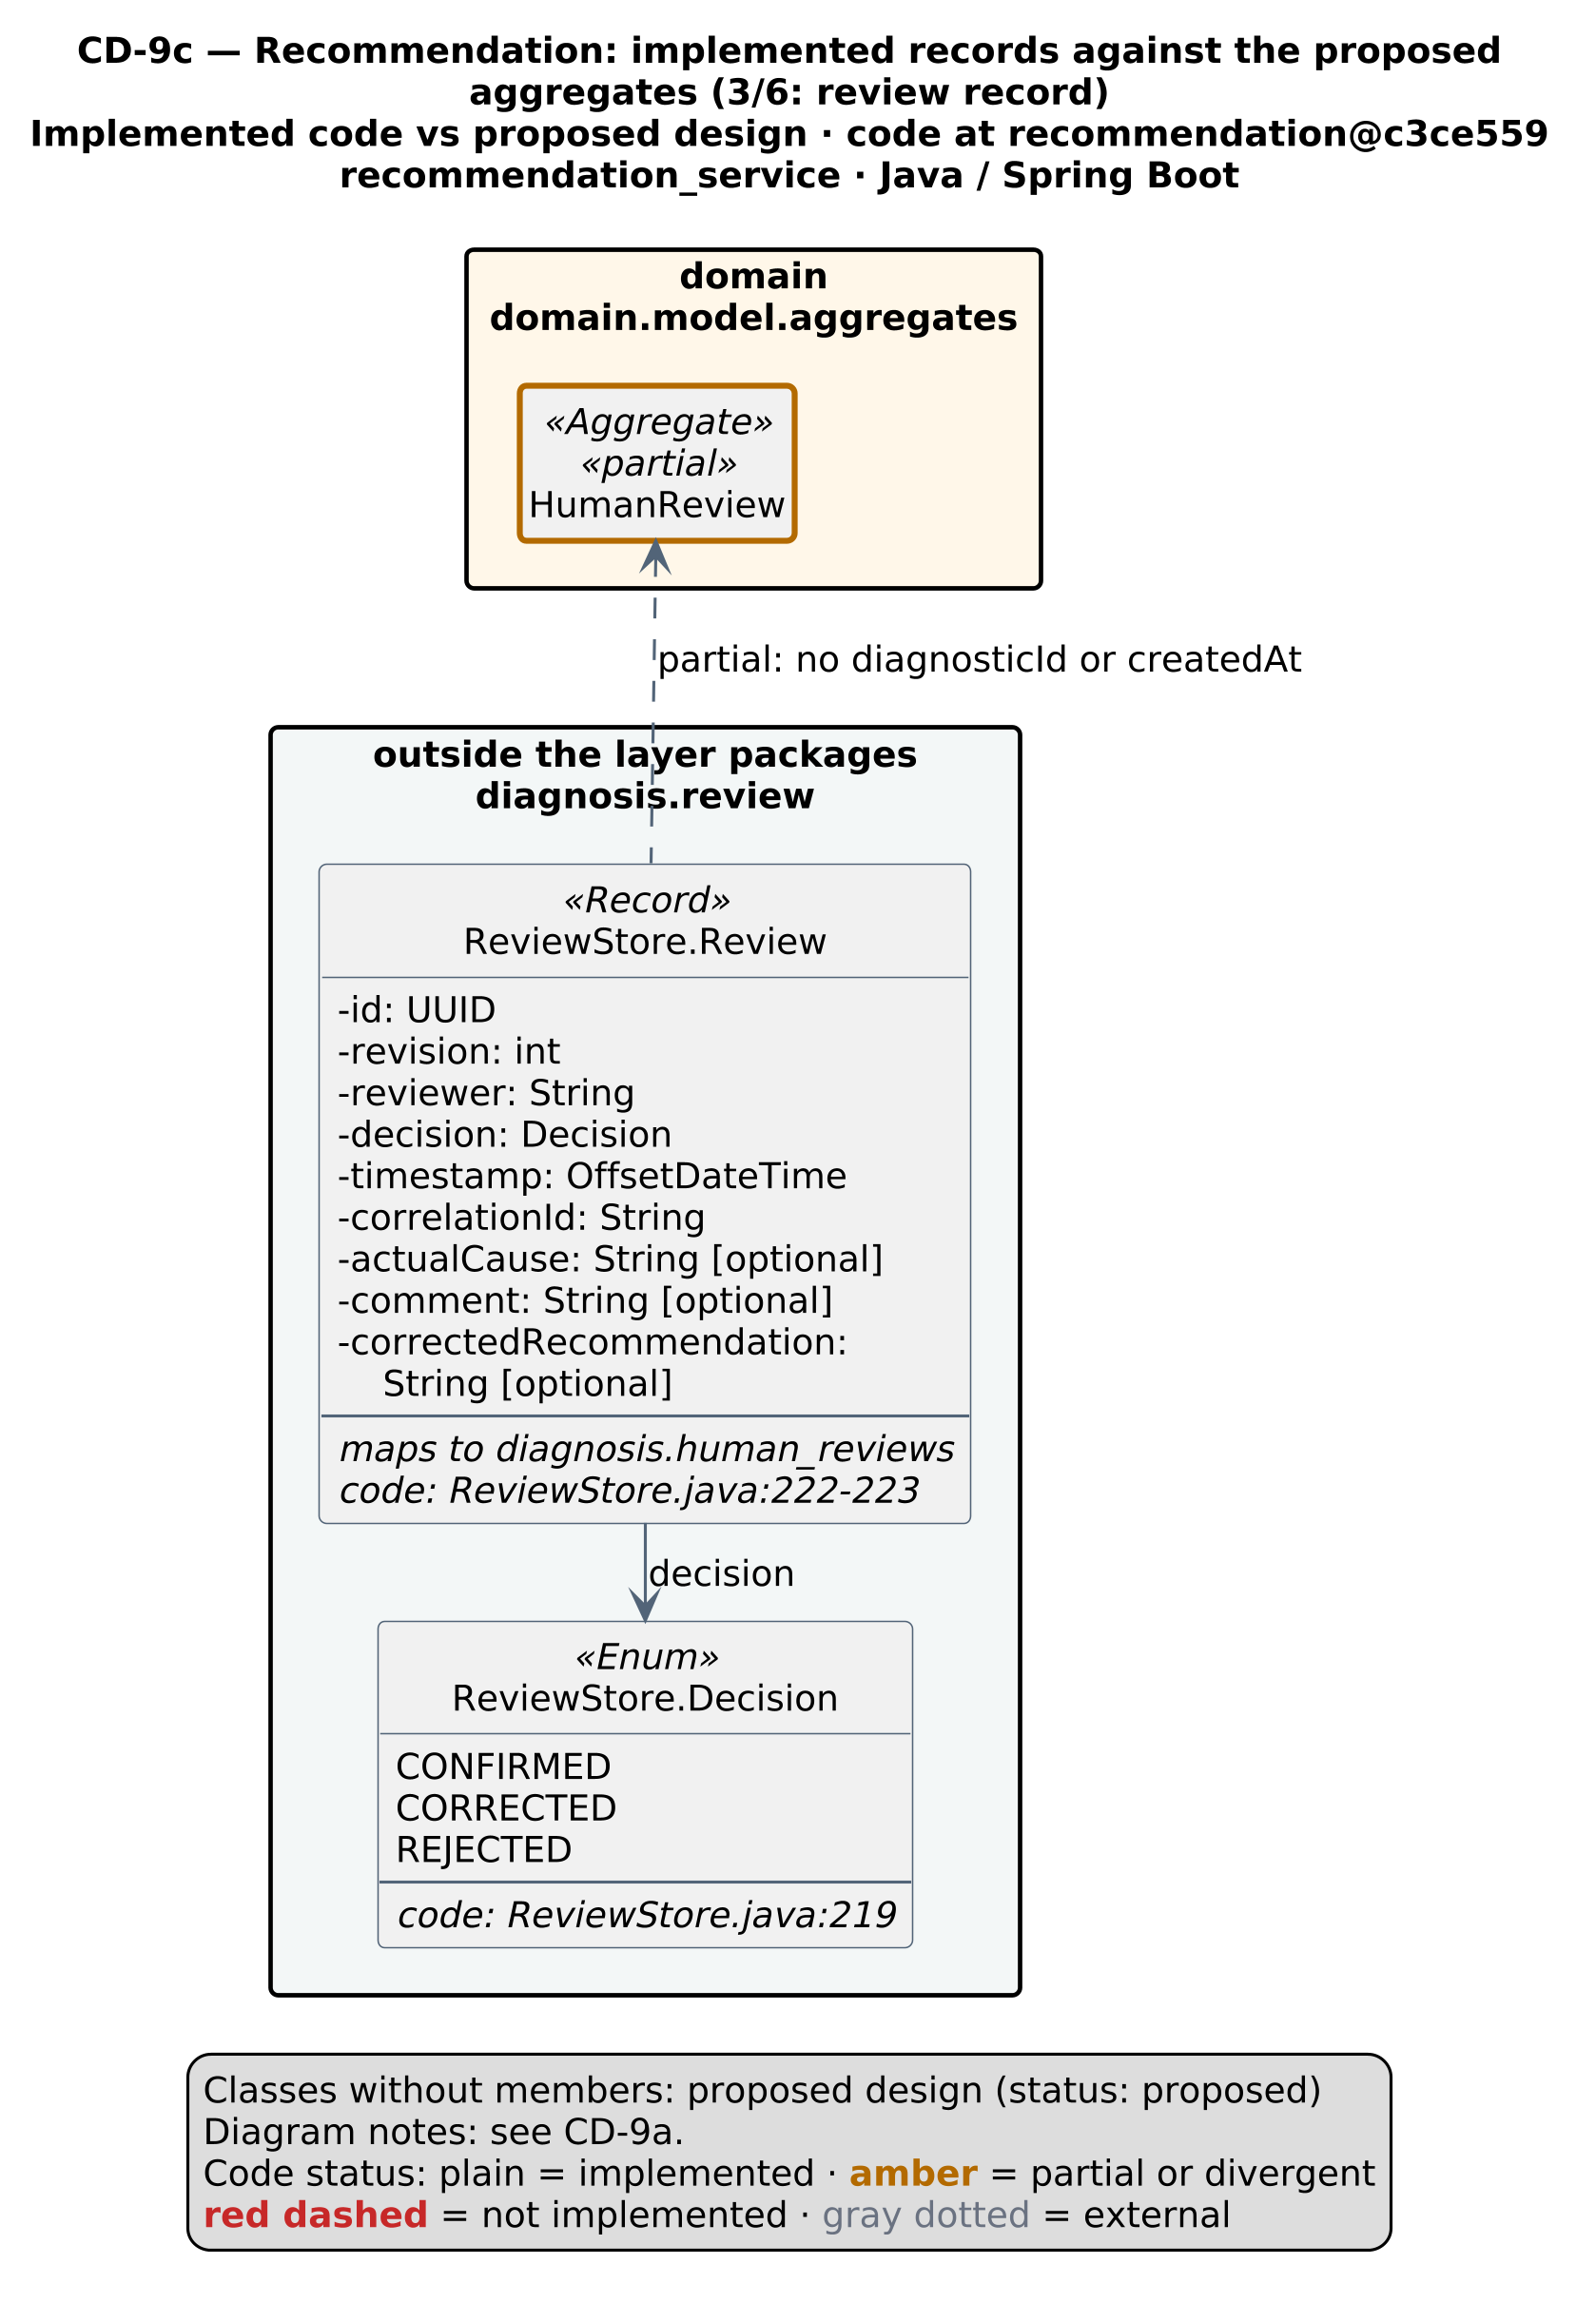 CD-9c — Recommendation: implemented records against the proposed
aggregates (3/6: review record)
Implemented code vs proposed design · code at recommendation@c3ce559
recommendation_service · Java / Spring Boot
domain
domain.model.aggregates
«Aggregate»
«partial»
HumanReview
partial: no diagnosticId or createdAt
outside the layer packages
diagnosis.review
«Record»
ReviewStore.Review
-id: UUID
-revision: int
-reviewer: String
-decision: Decision
-timestamp: OffsetDateTime
-correlationId: String
-actualCause: String [optional]
-comment: String [optional]
-correctedRecommendation:
String [optional]
maps to diagnosis.human_reviews
code: ReviewStore.java:222-223
decision
«Enum»
ReviewStore.Decision
CONFIRMED
CORRECTED
REJECTED
code: ReviewStore.java:219
Classes without members: proposed design (status: proposed)
Diagram notes: see CD-9a.
Code status: plain = implemented · amber = partial or divergent
red dashed = not implemented · gray dotted = external